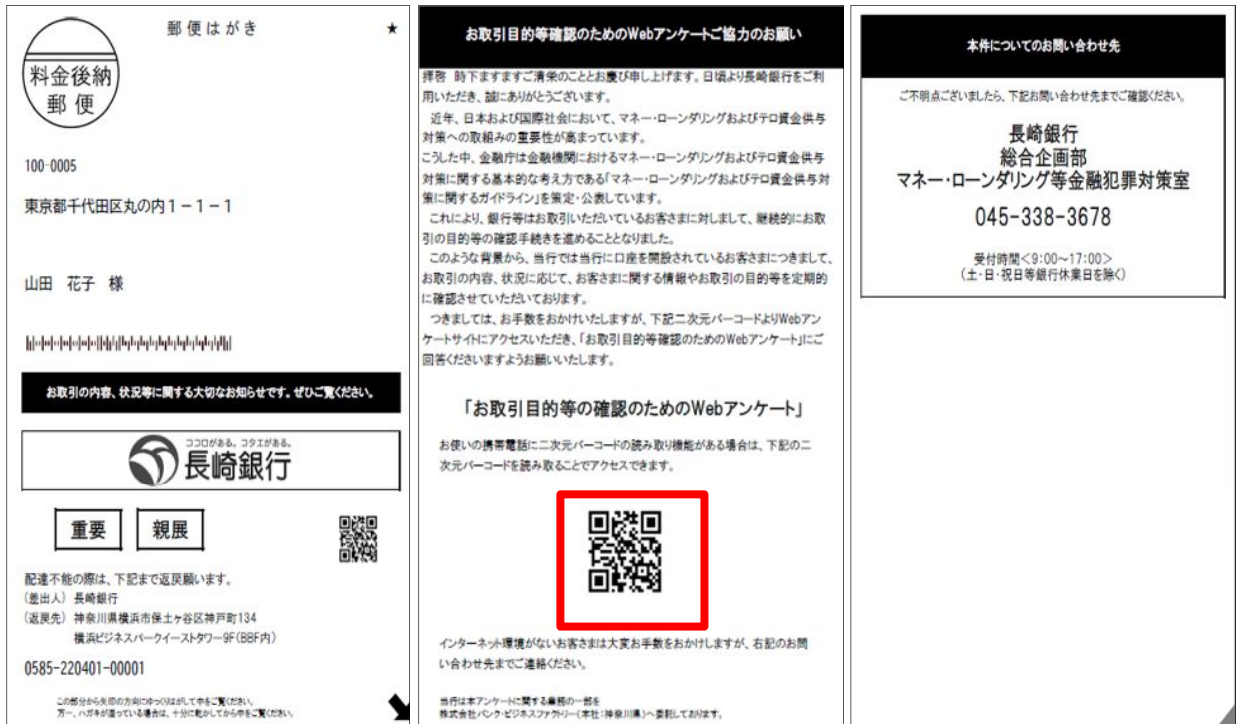 郵便はがき
★
料金後納
郵便
100-0005
東京都千代田区丸の内1-1-1
山田 花子 様
お取引の内容、状況等に関する大切なお知らせです。ぜひご覧ください。
ココロがある。コタエがある。
長崎銀行
重要
親展
配達不能の際は、下記まで返戻願います。
(差出人) 長崎銀行
(返戻先) 神奈川県横浜市保土ヶ谷区神戸町134
横浜ビジネスパークイーストタワー9F(BBF内)
0585-220401-00001
この部分から矢印の方向にゆっくりはがして中をご覧ください。
万一、ハガキが湿っている場合は、十分に乾かしてから中をご覧ください。
お取引目的等確認のためのWebアンケートご協力のお願い
拝啓 時下ますますご清栄のこととお慶び申し上げます。日頃より長崎銀行をご利
用いただき、誠にありがとうございます。
近年、日本および国際社会において、マネー・ローンダリングおよびテロ資金供与
対策への取組みの重要性が高まっています。
こうした中、金融庁は金融機関におけるマネー・ローンダリングおよびテロ資金供与
対策に関する基本的な考え方である「マネー・ローンダリングおよびテロ資金供与対
策に関するガイドライン」を策定・公表しています。
これにより、銀行等はお取引いただいているお客さまに対しまして、継続的にお取
引の目的等の確認手続きを進めることとなりました。
このような背景から、当行では当行に口座を開設されているお客さまにつきまして、
お取引の内容、状況に応じて、お客さまに関する情報やお取引の目的等を定期的
に確認させていただいております。
つきましては、お手数をおかけいたしますが、下記二次元バーコードよりWebアン
ケートサイトにアクセスいただき、「お取引目的等確認のためのWebアンケート」にご
回答くださいますようお願いいたします。
「お取引目的等の確認のためのWebアンケート」
お使いの携帯電話に二次元バーコードの読み取り機能がある場合は、下記の二
次元バーコードを読み取ることでアクセスできます。
インターネット環境がないお客さまは大変お手数をおかけしますが、右記のお問
い合わせ先までご連絡ください。
当行は本アンケートに関する業務の一部を
株式会社バンク・ビジネスファクトリー(本社:神奈川県)へ委託しております。
本件についてのお問い合わせ先
ご不明点ございましたら、下記お問い合わせ先までご確認ください。
長崎銀行
総合企画部
マネー・ローンダリング等金融犯罪対策室
045-338-3678
受付時間<9:00~17:00>
(土・日・祝日等銀行休業日を除く)